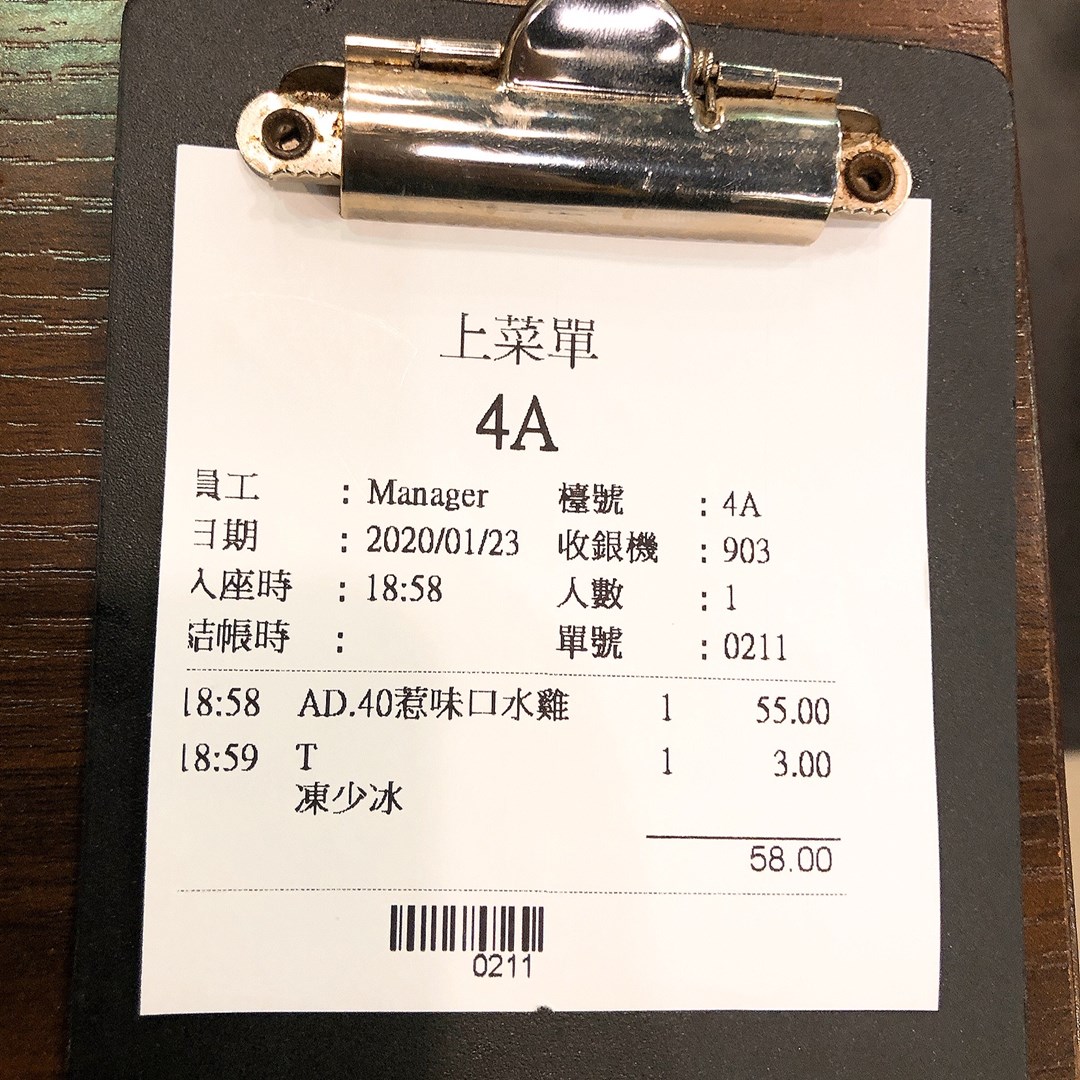 上菜單
4A
員工 : Manager 檯號 : 4A
日期 : 2020/01/23 收銀機 : 903
入座時 : 18:58 人數 : 1
結帳時 : 單號 : 0211
18:58 AD.40惹味口水雞 1 55.00
18:59 T 1 3.00
凍少冰
58.00
0211